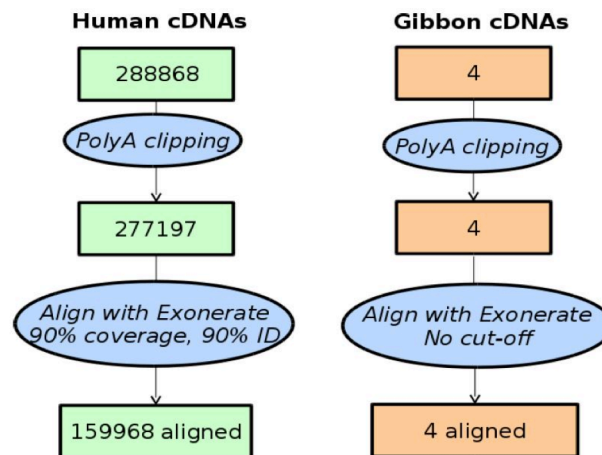 Human cDNAs
288868
PolyA clipping
277197
Align with Exonerate
90% coverage, 90% ID
159968 aligned
Gibbon cDNAs
4
PolyA clipping
4
Align with Exonerate
No cut-off
4 aligned